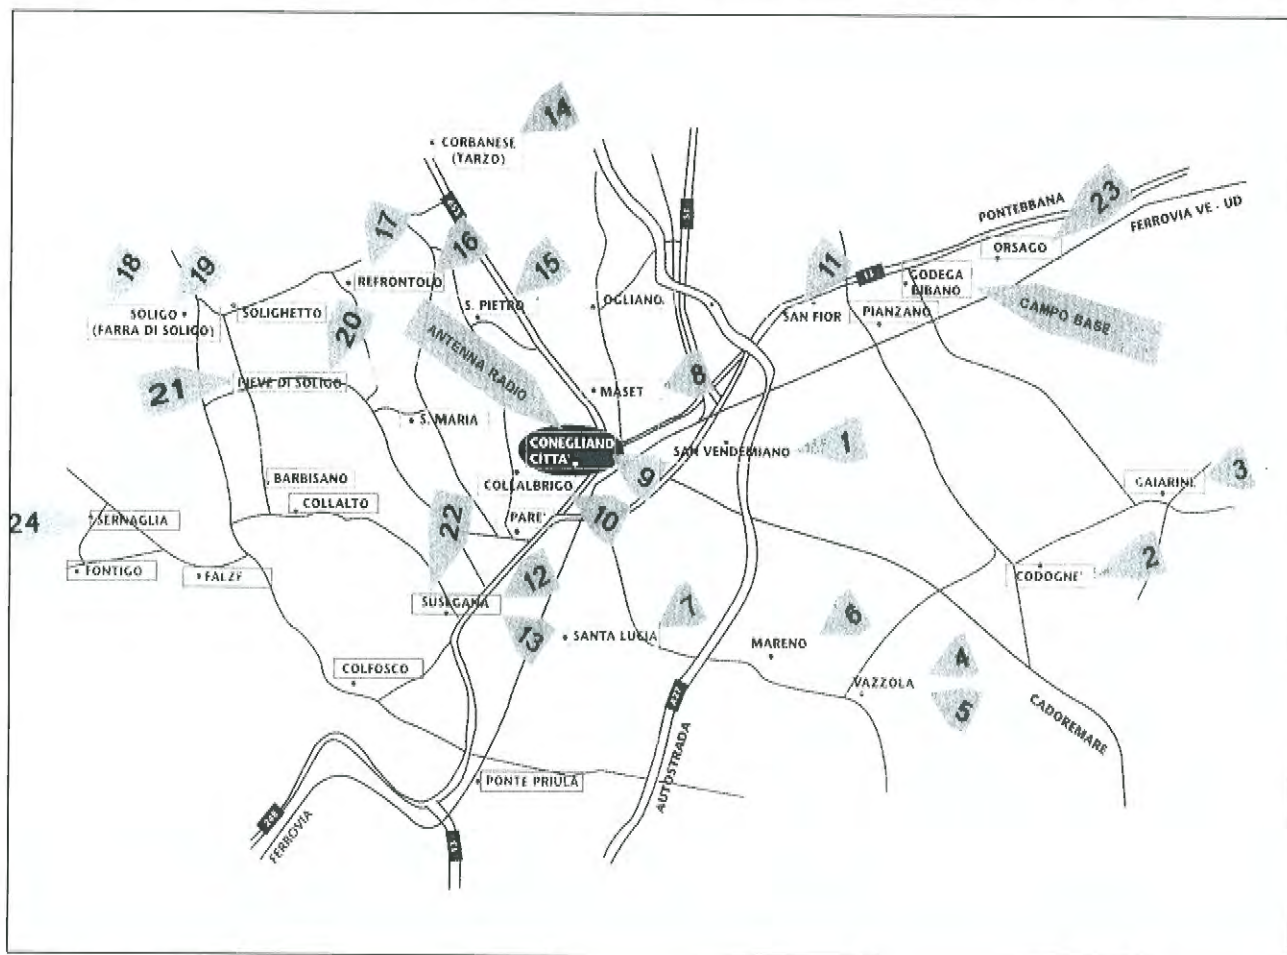 14
CORBANESE
(TARZO)
PONTEBBANA
23
FERROVIA VE - UD
17
16
ORSAGO
18
19
15
11
GODEGA
BIBANO
REFRONTOLO
SOLIGO
(FARRA DI SOLIGO)
SOLIGHETTO
S. PIETRO
OGLIANO
SAN FIOR
PIANZANO
CAMPO BASE
20
ANTENNA RADIO
21
PIEVE DI SOLIGO
MASET
8
S. MARIA
CONEGLIANO
CITTA'
SAN VENDEMIANO
1
9
BARBISANO
COLLALBRIGO
GAIARINE
3
COLLALTO
24
SERNAGLIA
22
PARE'
10
FONTIGO
FALZE
12
CODOGNE'
2
SUSEGANA
7
6
13
SANTA LUCIA
MARENO
4
COLFOSCO
VAZZOLA
5
A27
CADOREMARE
PONTE PRIULA
AUTOSTRADA
248
FERROVIA